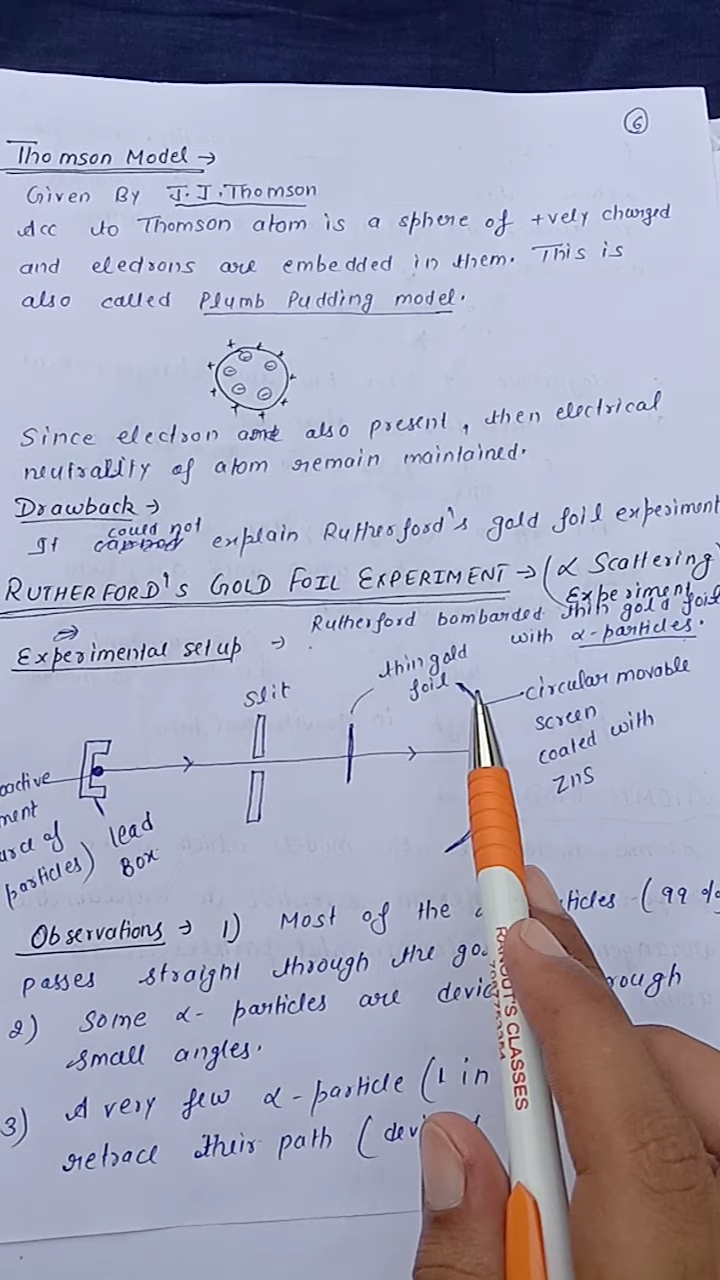 6
Thomson Model →
Given By J.J.Thomson
Acc to Thomson atom is a sphere of +vely charged
and electrons are embedded in them. This is
also called Plumb Pudding model.
Since electron are also present, then electrical
neutrality of atom remain maintained.
Drawback →
It could not explain Rutherford's gold foil experiment
RUTHERFORD'S GOLD FOIL EXPERIMENT → (α Scattering
Experiment
Experimental setup → Rutherford bombarded thin gold foil
with α-particles.
slit
thin gold
foil
circular movable
screen
coated with
ZnS
lead
Box
particles)
Observations → 1) Most of the (99 %
passes straight through the
2) Some α- particles are
small angles.
3) A very few α-particle (1 in
retrace their path (
RAWOUT'S CLASSES